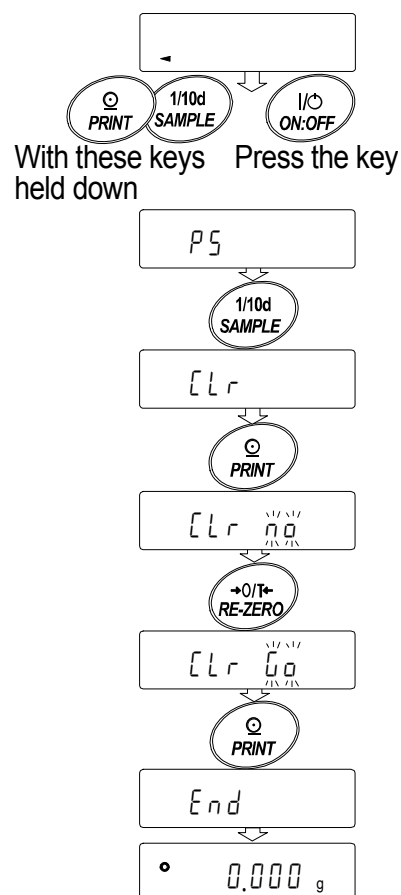 PRINT
1/10d
SAMPLE
ON:OFF
With these keys held down
Press the key
PS
1/10d
SAMPLE
CLr
PRINT
CLr no
→0/T←
RE-ZERO
CLr Go
PRINT
End
0.000 g